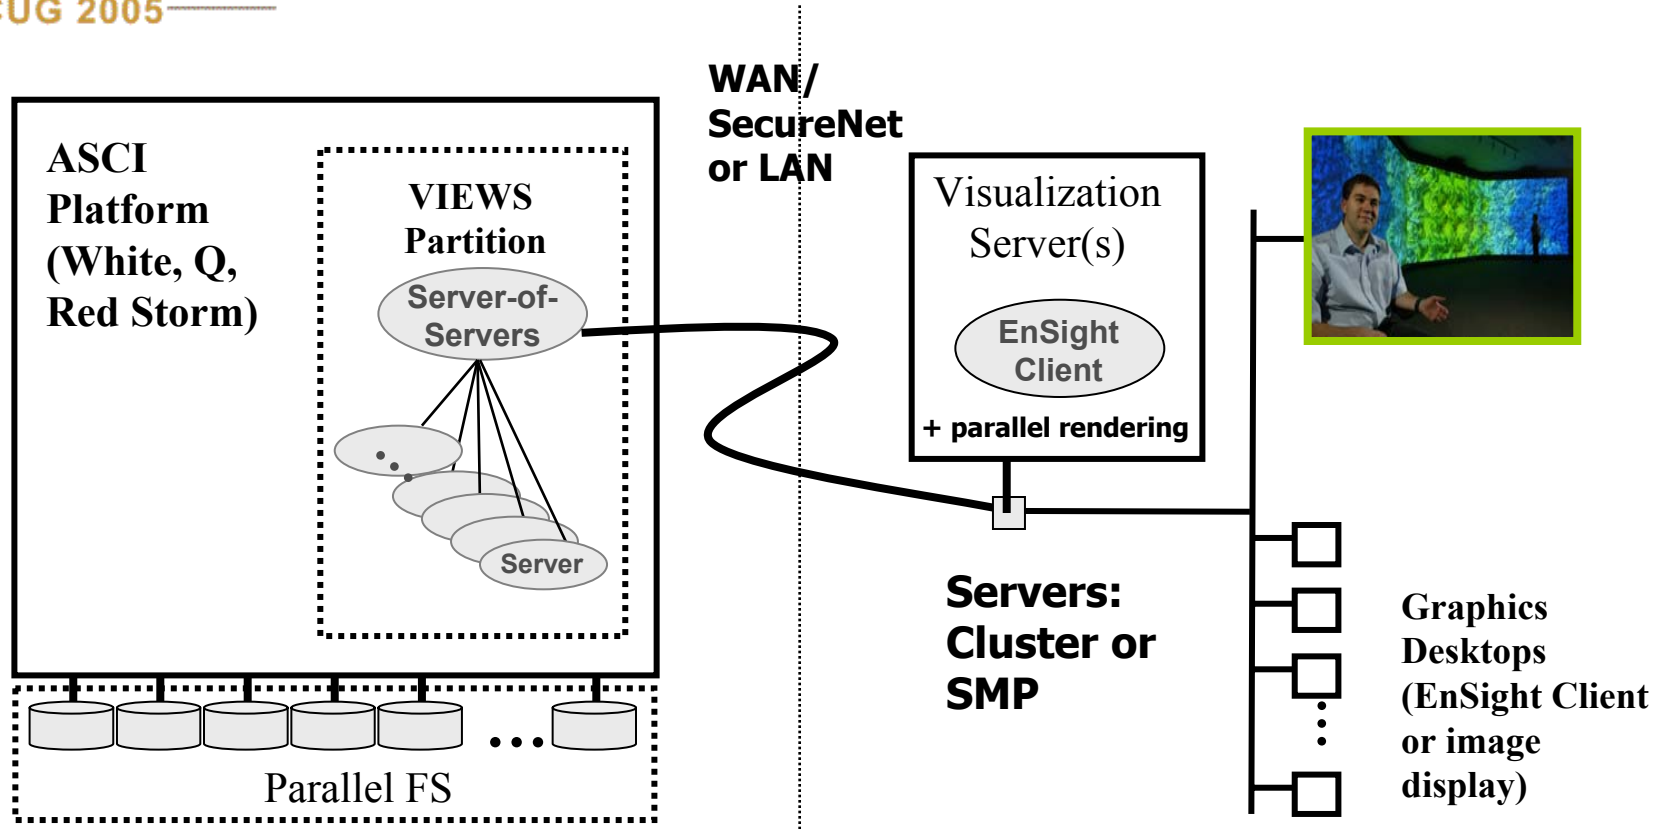 UG 2005
WAN/
SecureNet
or LAN
ASCI
Platform
(White, Q,
Red Storm)
VIEWS
Partition
Server-of-
Servers
Server
Parallel FS
Visualization
Server(s)
EnSight
Client
+ parallel rendering
Servers:
Cluster or
SMP
Graphics
Desktops
(EnSight Client
or image
display)